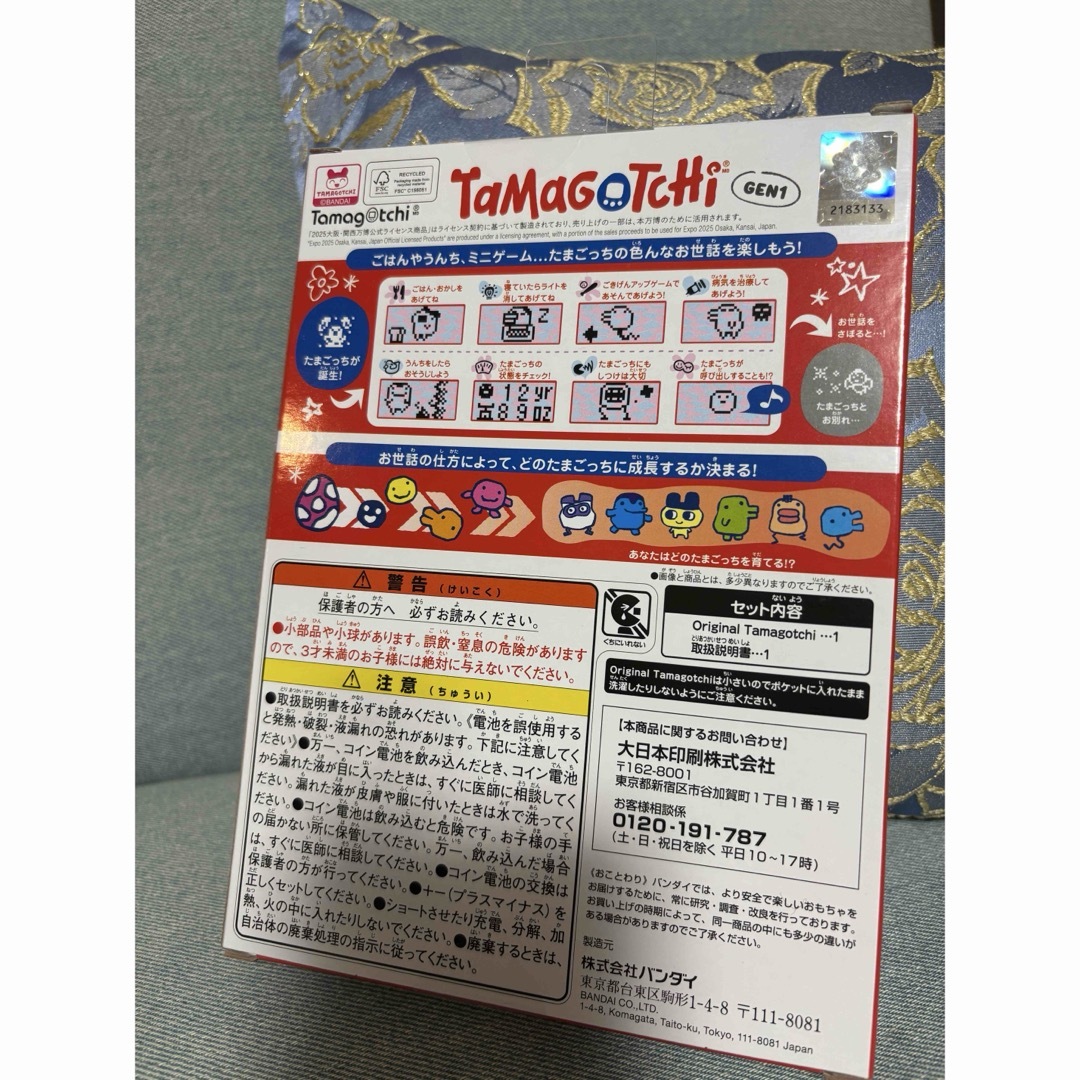 TAMAGOTCHI
©BANDAI
FSC
RECYCLED
Packaging made from
recycled material
FSC™ C158051
Tamagotchi
TAMAGOTCHI
GEN1
2183133
「2025大阪・関西万博公式ライセンス商品」はライセンス契約に基づいて製造されており、売り上げの一部は、本万博のために活用されます。
"Expo 2025 Osaka, Kansai, Japan Official Licensed Products" are produced under a licensing agreement, with a portion of the sales proceeds to be used for Expo 2025 Osaka, Kansai, Japan.
ごはんやうんち、ミニゲーム…たまごっちの色んなお世話を楽しもう!
たまごっちが
誕生!
ごはん・おかしを
あげてね
寝ていたらライトを
消してあげてね
ごきげんアップゲームで
あそんであげよう!
病気を治療して
あげよう!
お世話を
さぼると…!
うんちをしたら
おそうじしよう
たまごっちの
状態をチェック!
12yr
89oz
たまごっちにも
しつけは大切
たまごっちが
呼び出しすることも!?
たまごっちと
お別れ…
お世話の仕方によって、どのたまごっちに成長するか決まる!
あなたはどのたまごっちを育てる!?
●画像と商品とは、多少異なりますのでご了承ください。
警告(けいこく)
保護者の方へ 必ずお読みください。
●小部品や小球があります。誤飲・窒息の危険があります
ので、3才未満のお子様には絶対に与えないでください。
注意(ちゅうい)
●取扱説明書を必ずお読みください。《電池を誤使用する
と発熱・破裂・液漏れの恐れがあります。下記に注意してく
ださい》●万一、コイン電池を飲み込んだとき、コイン電池
から漏れた液が目に入ったときは、すぐに医師に相談してく
ださい。漏れた液が皮膚や服に付いたときは水で洗ってく
ださい。●コイン電池は飲み込むと危険です。お子様の手
の届かない所に保管してください。万一、飲み込んだ場合
は、すぐに医師に相談してください。●コイン電池の交換は
保護者の方が行ってください。●+-(プラスマイナス)を
正しくセットしてください。●ショートさせたり充電、分解、加
熱、火の中に入れたりしないでください。●廃棄するときは、
自治体の廃棄処理の指示に従ってください。
くちにいれない
セット内容
Original Tamagotchi …1
取扱説明書…1
Original Tamagotchiは小さいのでポケットに入れたまま
洗濯したりしないようにご注意ください。
【本商品に関するお問い合わせ】
大日本印刷株式会社
〒162-8001
東京都新宿区市谷加賀町1丁目1番1号
お客様相談係
0120-191-787
(土・日・祝日を除く 平日10〜17時)
《おことわり》バンダイでは、より安全で楽しいおもちゃを
お届けするために、常に研究・調査・改良を行っております。
お買い上げの時期によって、同一商品の中にも多少の違いが
ある場合がありますのでご了承ください。
製造元
株式会社バンダイ
東京都台東区駒形1-4-8 〒111-8081
BANDAI CO.,LTD.
1-4-8, Komagata, Taito-ku, Tokyo, 111-8081 Japan